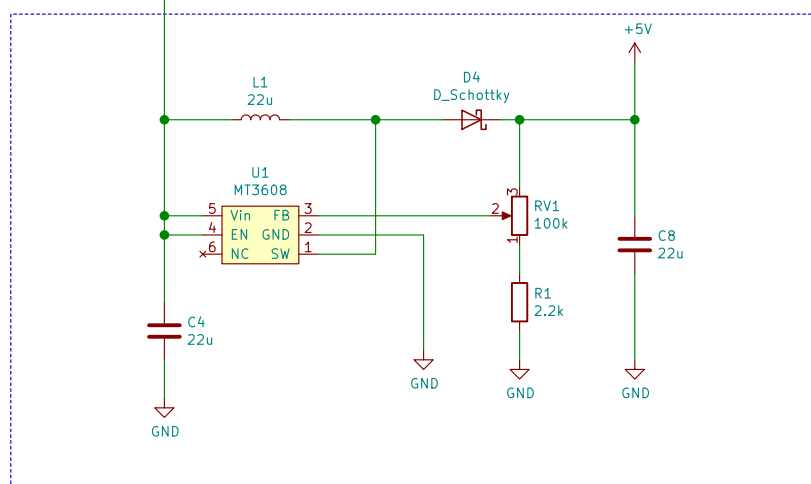 +5V
D4
D_Schottky
L1
22u
U1
MT3608
5 Vin FB 3
4 EN GND 2
6 NC SW 1
3
2
1
RV1
100k
C8
22u
R1
2.2k
C4
22u
GND
GND
GND
GND